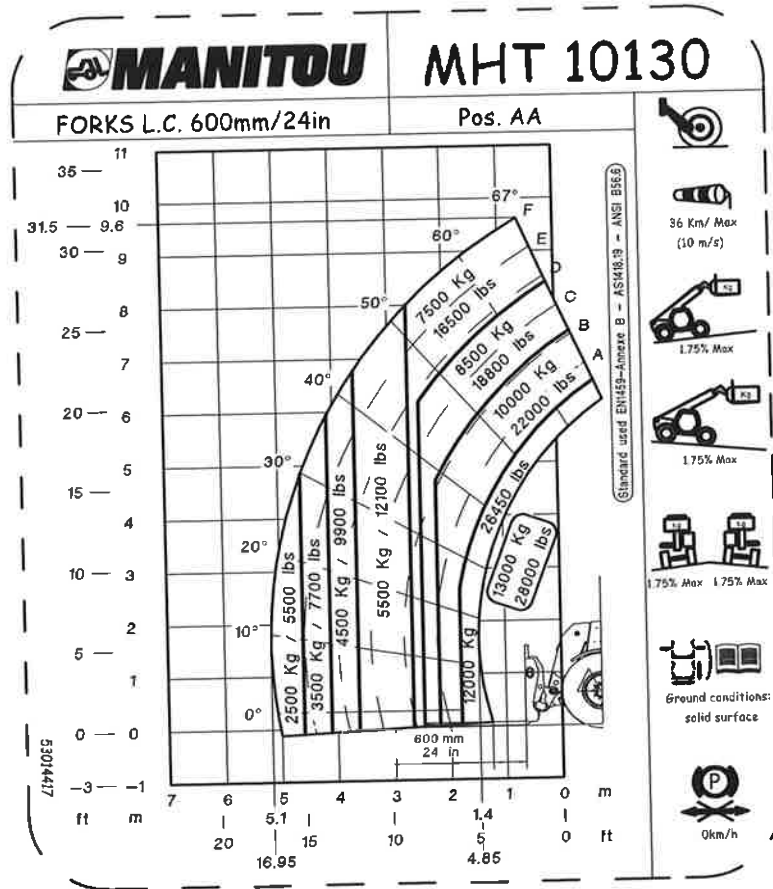 MANITOU
MHT 10130
FORKS L.C. 600mm/24in
Pos. AA
11
35
10
31.5 9.6
30 9
8
25
7
20 6
5
15
4
10 3
2
5
1
0 0
-3 -1
ft m
67°
60°
50°
40°
30°
20°
10°
0°
F
E
D
C
B
A
7500 Kg
16500 lbs
8500 Kg
18800 lbs
10000 Kg
22000 lbs
26450 lbs
12000 Kg
13000 Kg
28000 lbs
2500 Kg / 5500 lbs
3500 Kg / 7700 lbs
4500 Kg / 9900 lbs
5500 Kg / 12100 lbs
600 mm
24 in
7 6 5 4 3 2 1 0 m
5.1 1.4
20 15 10 5 0 ft
16.95 4.85
53014417
Standard used EN1459-Annexe B - AS1418.19 - ANSI B56.6
36 Km/ Max
(10 m/s)
Kg
1.75% Max
Kg
1.75% Max
kg kg
1.75% Max 1.75% Max
Ground conditions:
solid surface
P
0km/h